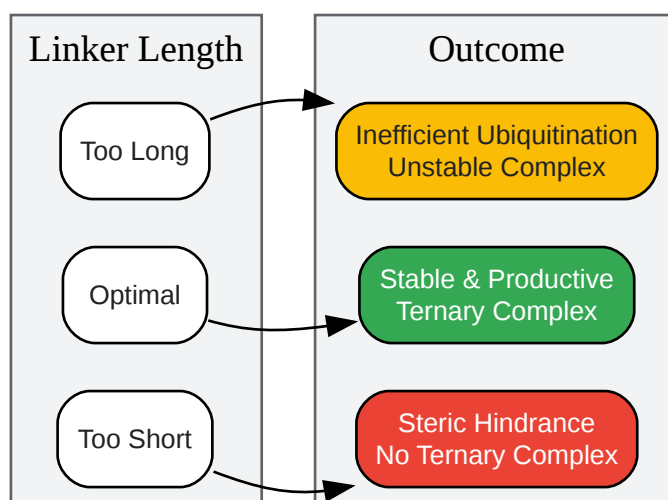 Linker Length
Outcome
Too Long
Inefficient Ubiquitination
Unstable Complex
Optimal
Stable & Productive
Ternary Complex
Too Short
Steric Hindrance
No Ternary Complex